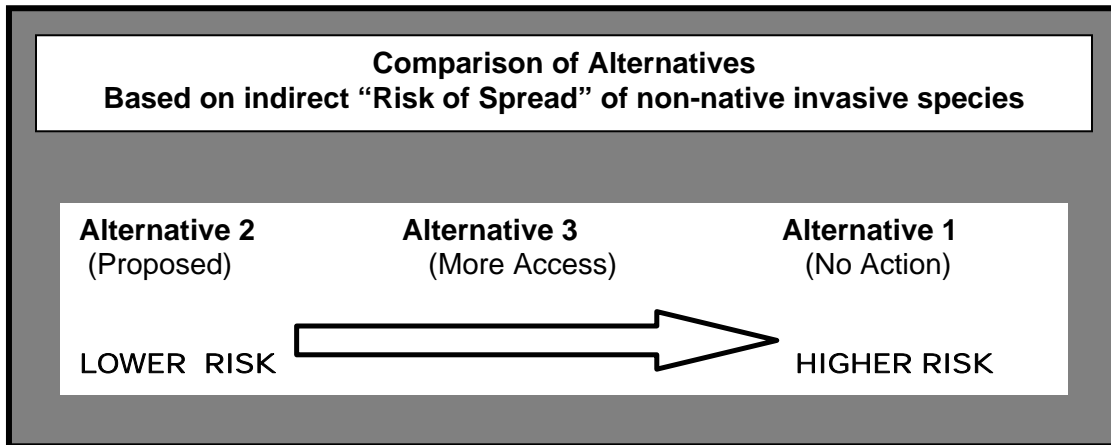 Comparison of Alternatives
Based on indirect “Risk of Spread” of non-native invasive species
Alternative 2 Alternative 3 Alternative 1
(Proposed) (More Access) (No Action)
LOWER RISK HIGHER RISK